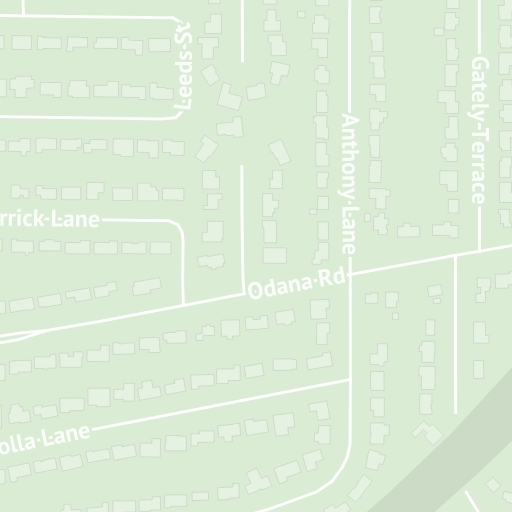 Leeds St
Gately Terrace
Anthony Lane
rrick Lane
Odana Rd
olla Lane